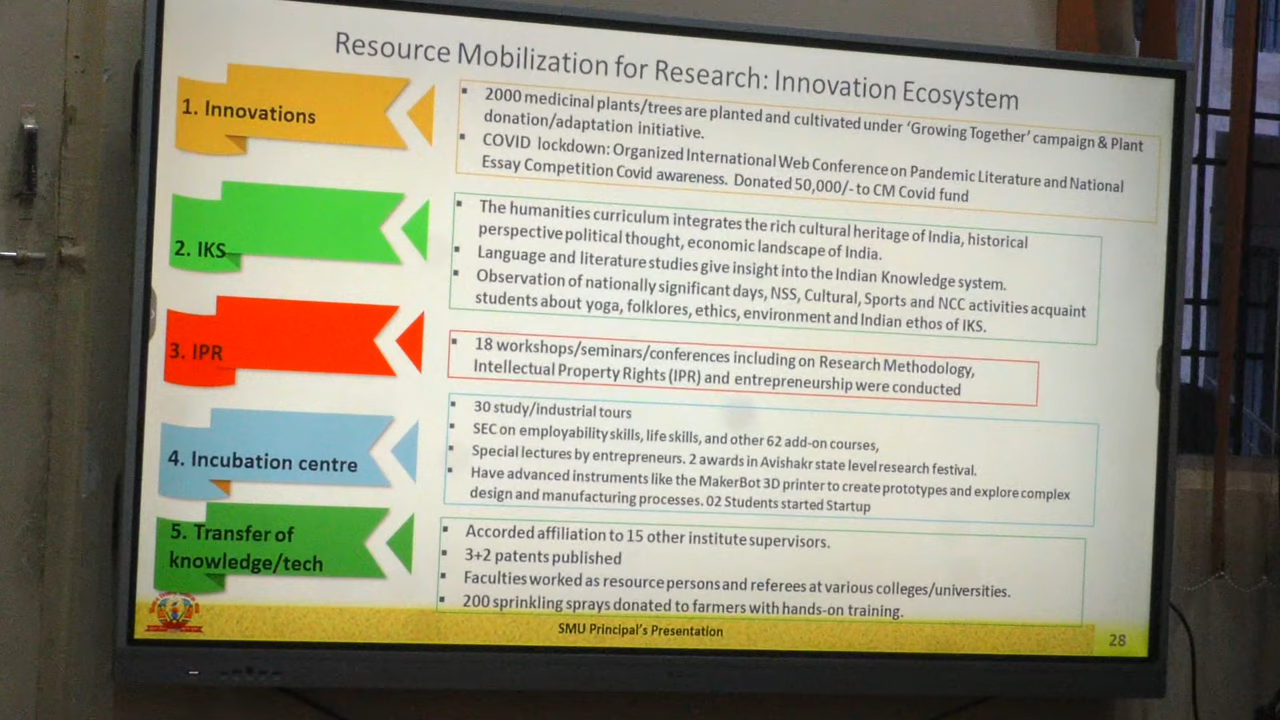 Resource Mobilization for Research: Innovation Ecosystem
1. Innovations
▪ 2000 medicinal plants/trees are planted and cultivated under ‘Growing Together’ campaign & Plant
donation/adaptation initiative.
▪ COVID lockdown: Organized International Web Conference on Pandemic Literature and National
Essay Competition Covid awareness. Donated 50,000/- to CM Covid fund
2. IKS
▪ The humanities curriculum integrates the rich cultural heritage of India, historical
perspective political thought, economic landscape of India.
▪ Language and literature studies give insight into the Indian Knowledge system.
▪ Observation of nationally significant days, NSS, Cultural, Sports and NCC activities acquaint
students about yoga, folklores, ethics, environment and Indian ethos of IKS.
3. IPR
▪ 18 workshops/seminars/conferences including on Research Methodology,
Intellectual Property Rights (IPR) and entrepreneurship were conducted
4. Incubation centre
▪ 30 study/industrial tours
▪ SEC on employability skills, life skills, and other 62 add-on courses,
▪ Special lectures by entrepreneurs. 2 awards in Avishakr state level research festival.
▪ Have advanced instruments like the MakerBot 3D printer to create prototypes and explore complex
design and manufacturing processes. 02 Students started Startup
5. Transfer of
knowledge/tech
▪ Accorded affiliation to 15 other institute supervisors.
▪ 3+2 patents published
▪ Faculties worked as resource persons and referees at various colleges/universities.
▪ 200 sprinkling sprays donated to farmers with hands-on training.
SMU Principal's Presentation
28